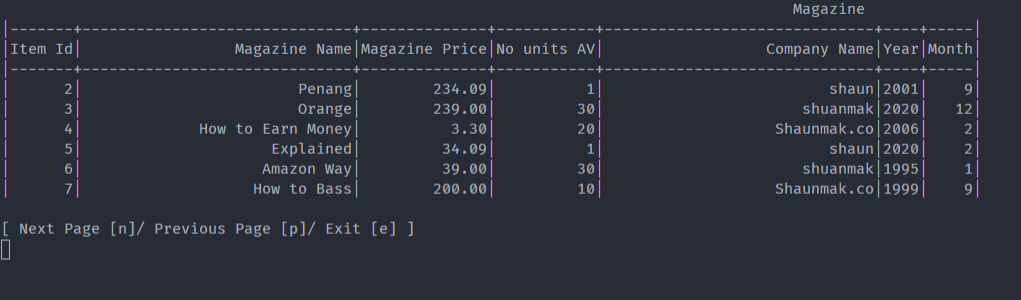 Magazine
|-------+------------------------------+--------------+-----------+------------------------------+----+-----|
|Item Id|                 Magazine Name|Magazine Price|No units AV|                  Company Name|Year|Month|
|-------+------------------------------+--------------+-----------+------------------------------+----+-----|
|      2|                        Penang|        234.09|          1|                         shaun|2001|    9|
|      3|                        Orange|        239.00|         30|                      shuanmak|2020|   12|
|      4|             How to Earn Money|          3.30|         20|                   Shaunmak.co|2006|    2|
|      5|                     Explained|         34.09|          1|                         shaun|2020|    2|
|      6|                    Amazon Way|         39.00|         30|                      shuanmak|1995|    1|
|      7|                   How to Bass|        200.00|         10|                   Shaunmak.co|1999|    9|
[ Next Page [n]/ Previous Page [p]/ Exit [e] ]